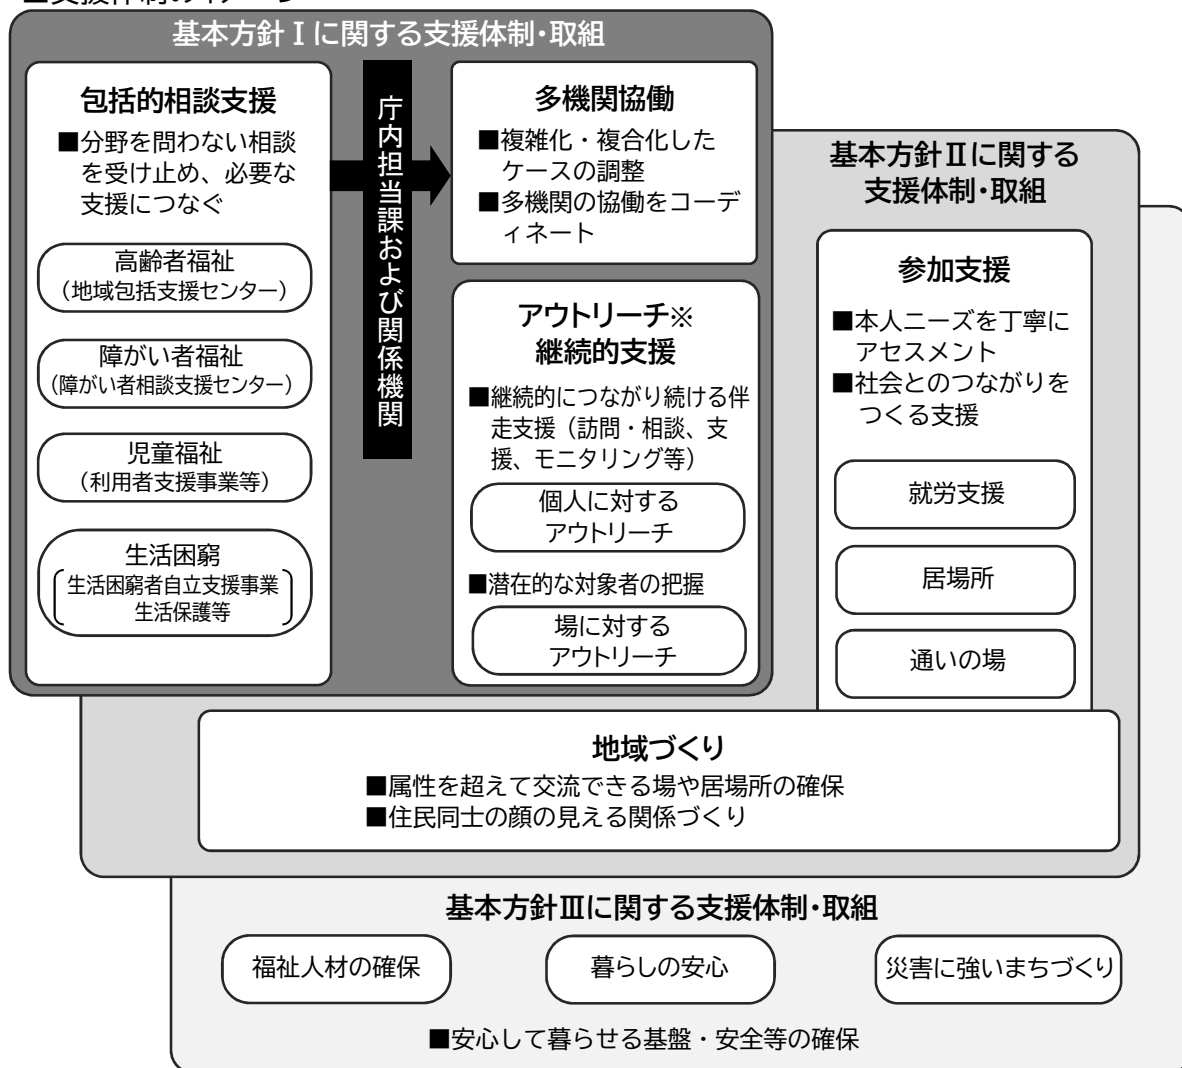 ■支援体制のイメージ
基本方針Ⅰに関する支援体制・取組
包括的相談支援
■分野を問わない相談
を受け止め、必要な
支援につなぐ
高齢者福祉
（地域包括支援センター）
障がい者福祉
（障がい者相談支援センター）
児童福祉
（利用者支援事業等）
生活困窮
生活困窮者自立支援事業
生活保護等
庁内担当課および関係機関
多機関協働
■複雑化・複合化した
ケースの調整
■多機関の協働をコーデ
ィネート
アウトリーチ※
継続的支援
■継続的につながり続ける伴
走支援（訪問・相談、支
援、モニタリング等）
個人に対する
アウトリーチ
■潜在的な対象者の把握
場に対する
アウトリーチ
基本方針Ⅱに関する
支援体制・取組
参加支援
■本人ニーズを丁寧に
アセスメント
■社会とのつながりを
つくる支援
就労支援
居場所
通いの場
地域づくり
■属性を超えて交流できる場や居場所の確保
■住民同士の顔の見える関係づくり
基本方針Ⅲに関する支援体制・取組
福祉人材の確保
暮らしの安心
災害に強いまちづくり
■安心して暮らせる基盤・安全等の確保